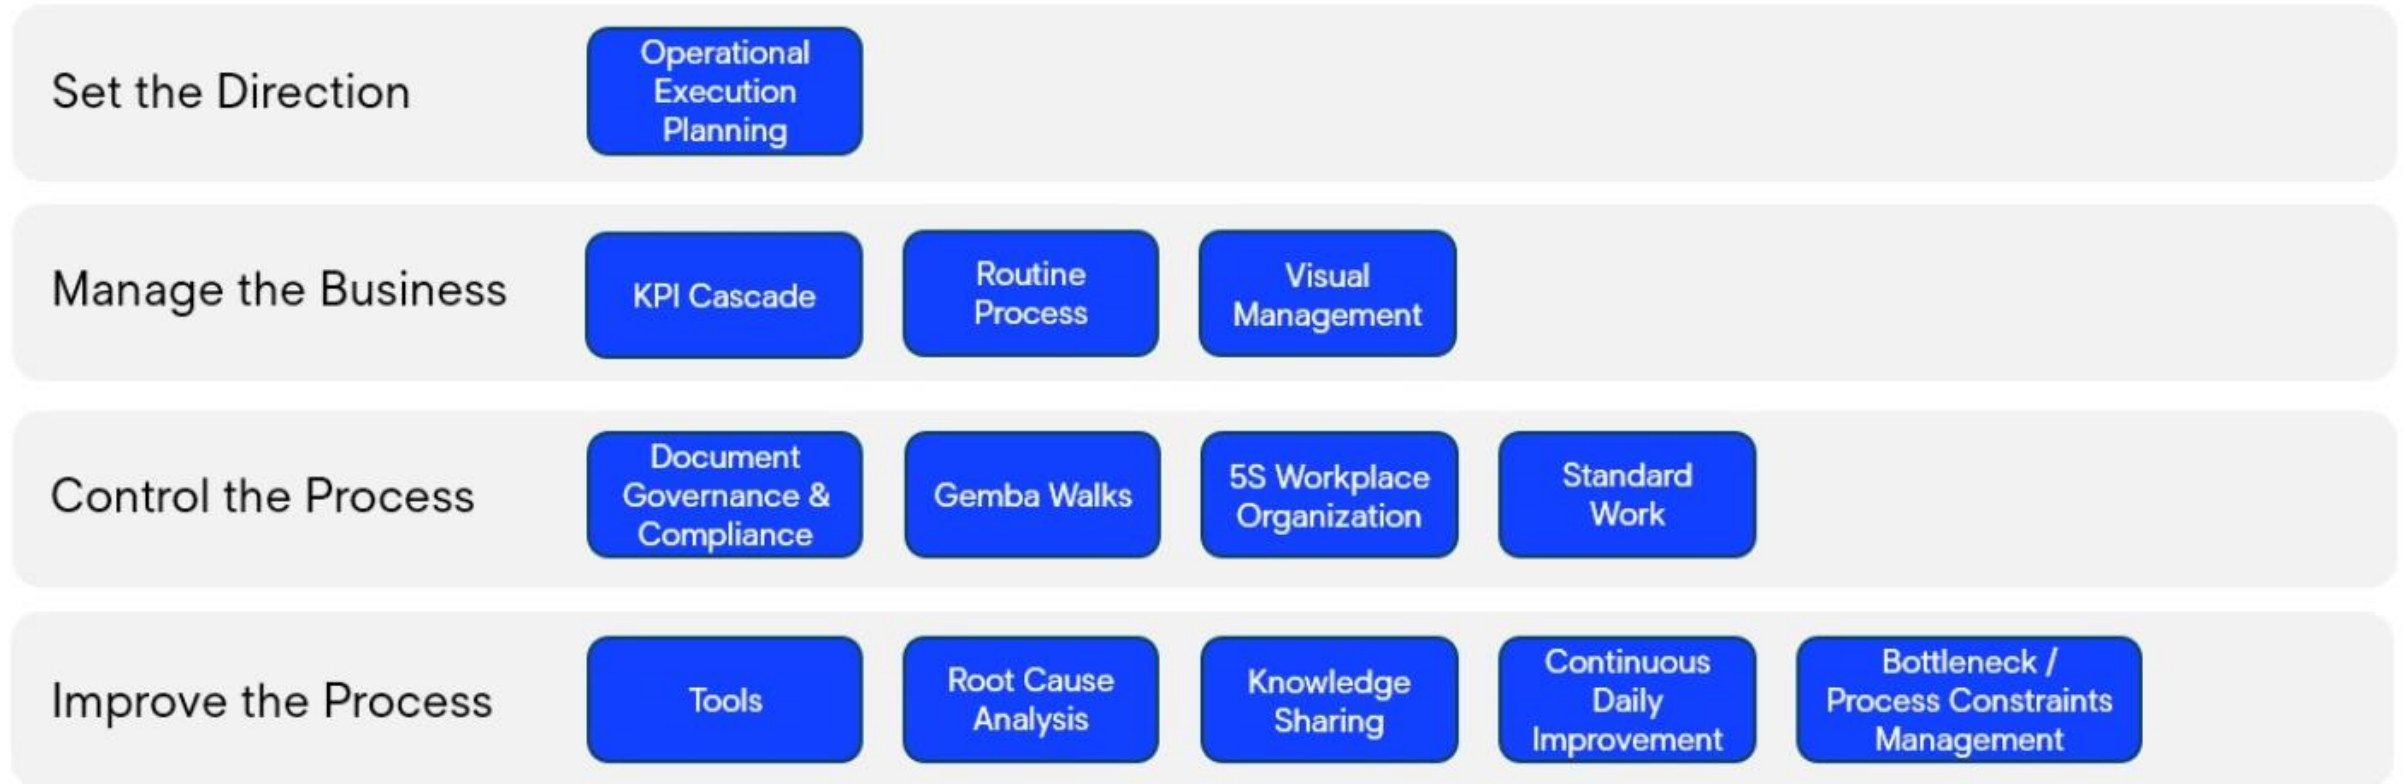 Set the Direction
Operational
Execution
Planning
Manage the Business
KPI Cascade
Routine
Process
Visual
Management
Control the Process
Document
Governance &
Compliance
Gemba Walks
5S Workplace
Organization
Standard
Work
Improve the Process
Tools
Root Cause
Analysis
Knowledge
Sharing
Continuous
Daily
Improvement
Bottleneck /
Process Constraints
Management